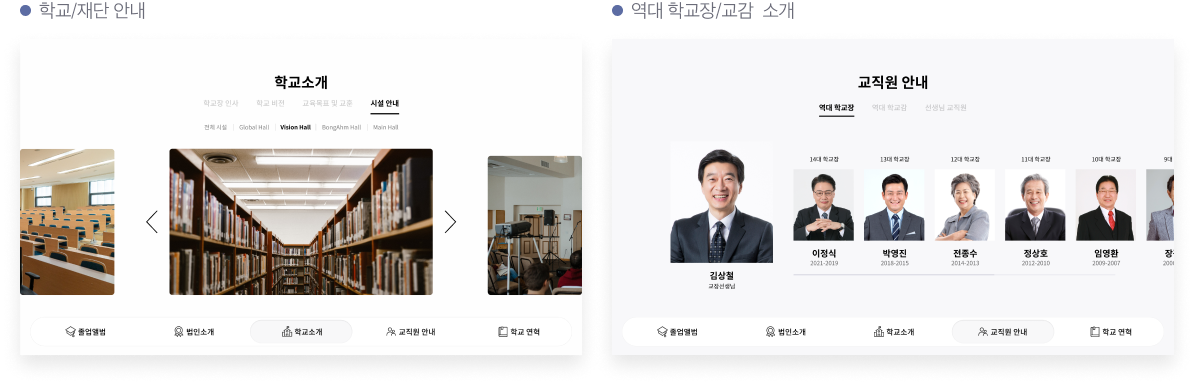 학교/재단 안내
학교소개
학교장 인사 학교 비전 교육목표 및 교훈 시설 안내
전체 시설 Global Hall Vision Hall BongAhm Hall Main Hall
졸업앨범 법인소개 학교소개 교직원 안내 학교 연혁
역대 학교장/교감 소개
교직원 안내
역대 학교장 역대 학교감 선생님 교직원
14대 학교장 13대 학교장 12대 학교장 11대 학교장 10대 학교장 9대
이정식 박영진 전종수 정상호 임영환
2021-2019 2018-2015 2014-2013 2012-2010 2009-2007
김상철
교장선생님
졸업앨범 법인소개 학교소개 교직원 안내 학교 연혁